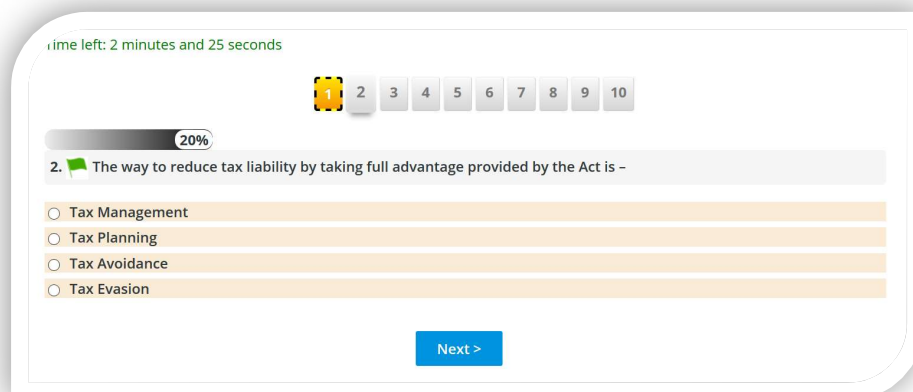 Time left: 2 minutes and 25 seconds
1 2 3 4 5 6 7 8 9 10
20%
2. The way to reduce tax liability by taking full advantage provided by the Act is –
Tax Management
Tax Planning
Tax Avoidance
Tax Evasion
Next >